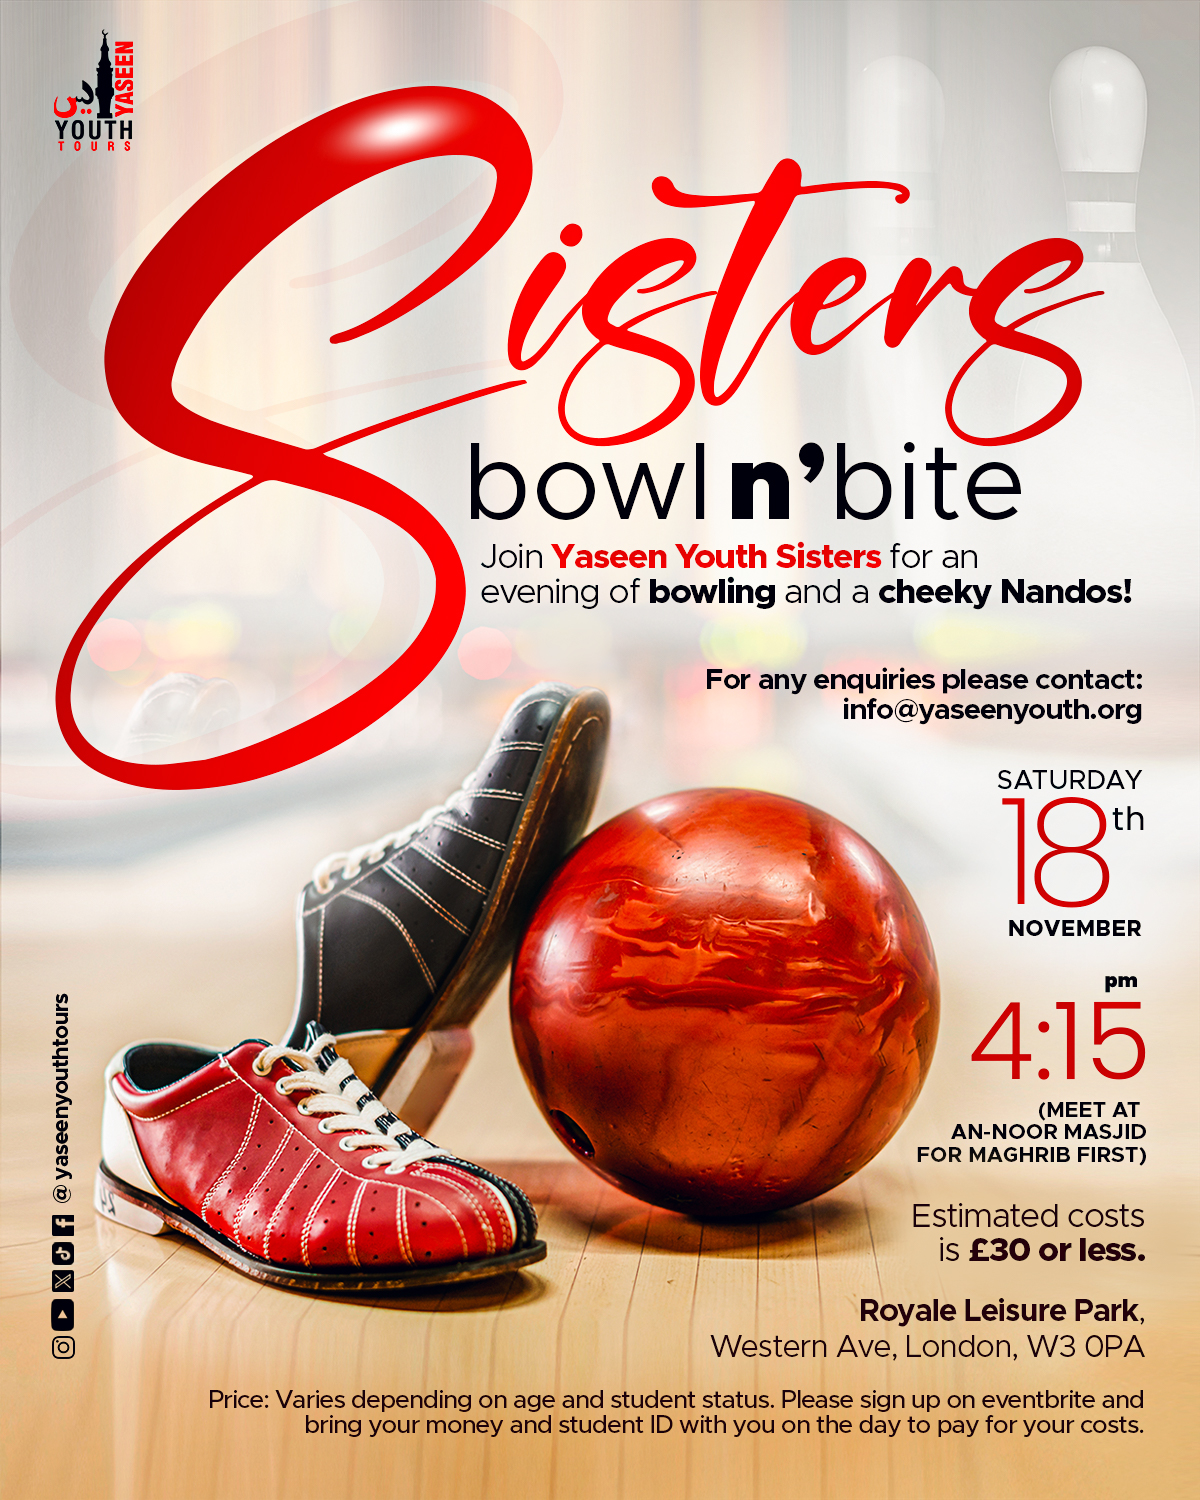 يس
YASEEN
YOUTH
TOURS
Sisters
bowl n' bite
Join Yaseen Youth Sisters for an
evening of bowling and a cheeky Nandos!
For any enquiries please contact:
info@yaseenyouth.org
SATURDAY
18th
NOVEMBER
pm
4:15
(MEET AT
AN-NOOR MASJID
FOR MAGHRIB FIRST)
Estimated costs
is £30 or less.
Royale Leisure Park,
Western Ave, London, W3 0PA
Price: Varies depending on age and student status. Please sign up on eventbrite and
bring your money and student ID with you on the day to pay for your costs.
@yaseenyouthtours